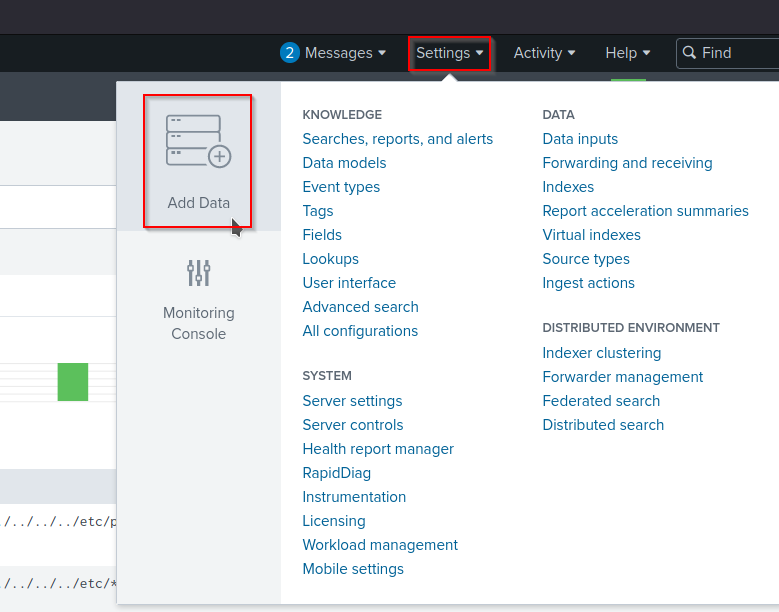 2 Messages Settings Activity Help Find
Add Data
Monitoring
Console
KNOWLEDGE
Searches, reports, and alerts
Data models
Event types
Tags
Fields
Lookups
User interface
Advanced search
All configurations
SYSTEM
Server settings
Server controls
Health report manager
RapidDiag
Instrumentation
Licensing
Workload management
Mobile settings
DATA
Data inputs
Forwarding and receiving
Indexes
Report acceleration summaries
Virtual indexes
Source types
Ingest actions
DISTRIBUTED ENVIRONMENT
Indexer clustering
Forwarder management
Federated search
Distributed search
/../../../etc/p
/../../../etc/*